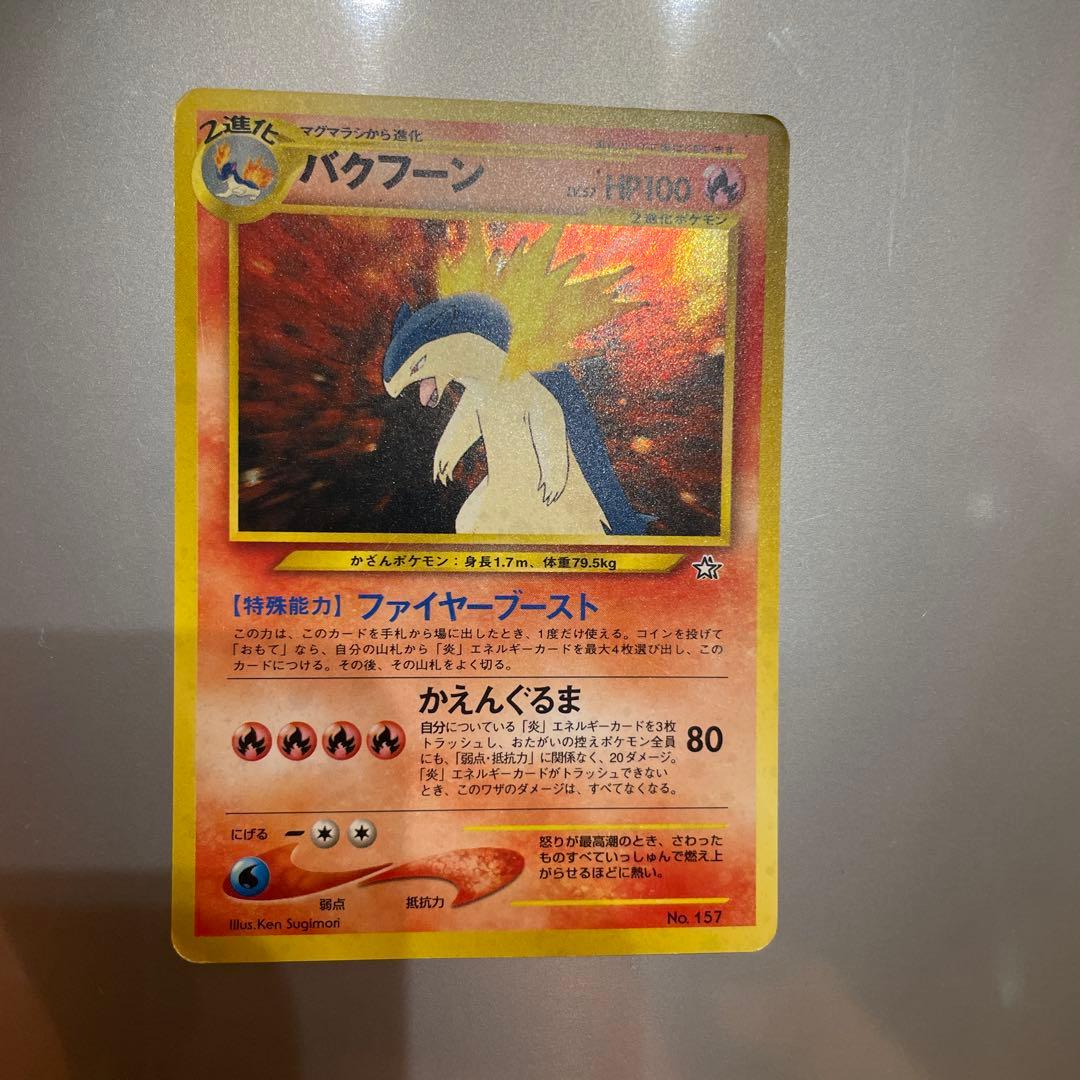 2進化
マグマラシから進化
バクフーン
LV.57 HP100
2進化ポケモン
かざんポケモン：身長1.7m、体重79.5kg
【特殊能力】ファイヤーブースト
この力は、このカードを手札から場に出したとき、1度だけ使える。コインを投げて
「おもて」なら、自分の山札から「炎」エネルギーカードを最大4枚選び出し、この
カードにつける。その後、その山札をよく切る。
かえんぐるま
自分についている「炎」エネルギーカードを3枚
トラッシュし、おたがいの控えポケモン全員
にも、「弱点・抵抗力」に関係なく、20ダメージ。
「炎」エネルギーカードがトラッシュできない
とき、このワザのダメージは、すべてなくなる。
80
にげる
弱点
抵抗力
怒りが最高潮のとき、さわった
ものすべていっしゅんで燃え上
がらせるほどに熱い。
Illus.Ken Sugimori
No. 157